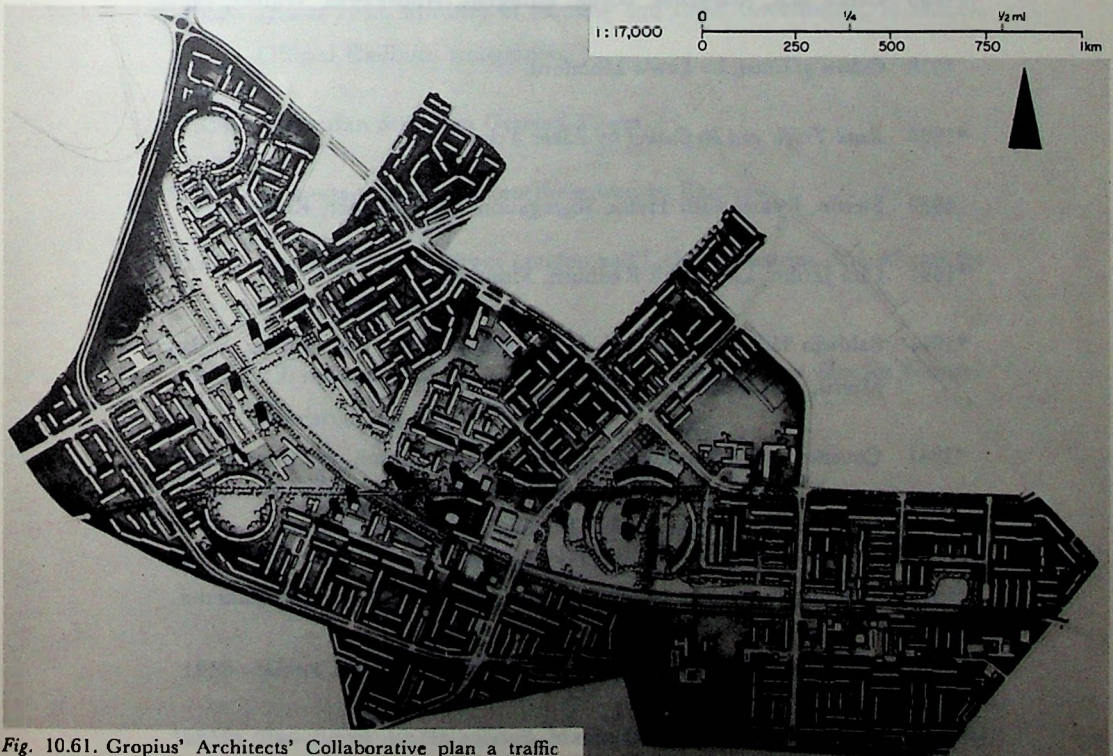 0 ¼ ½ ml
1:17,000
0 250 500 750 1km
Fig. 10.61. Gropius' Architects' Collaborative plan a traffic